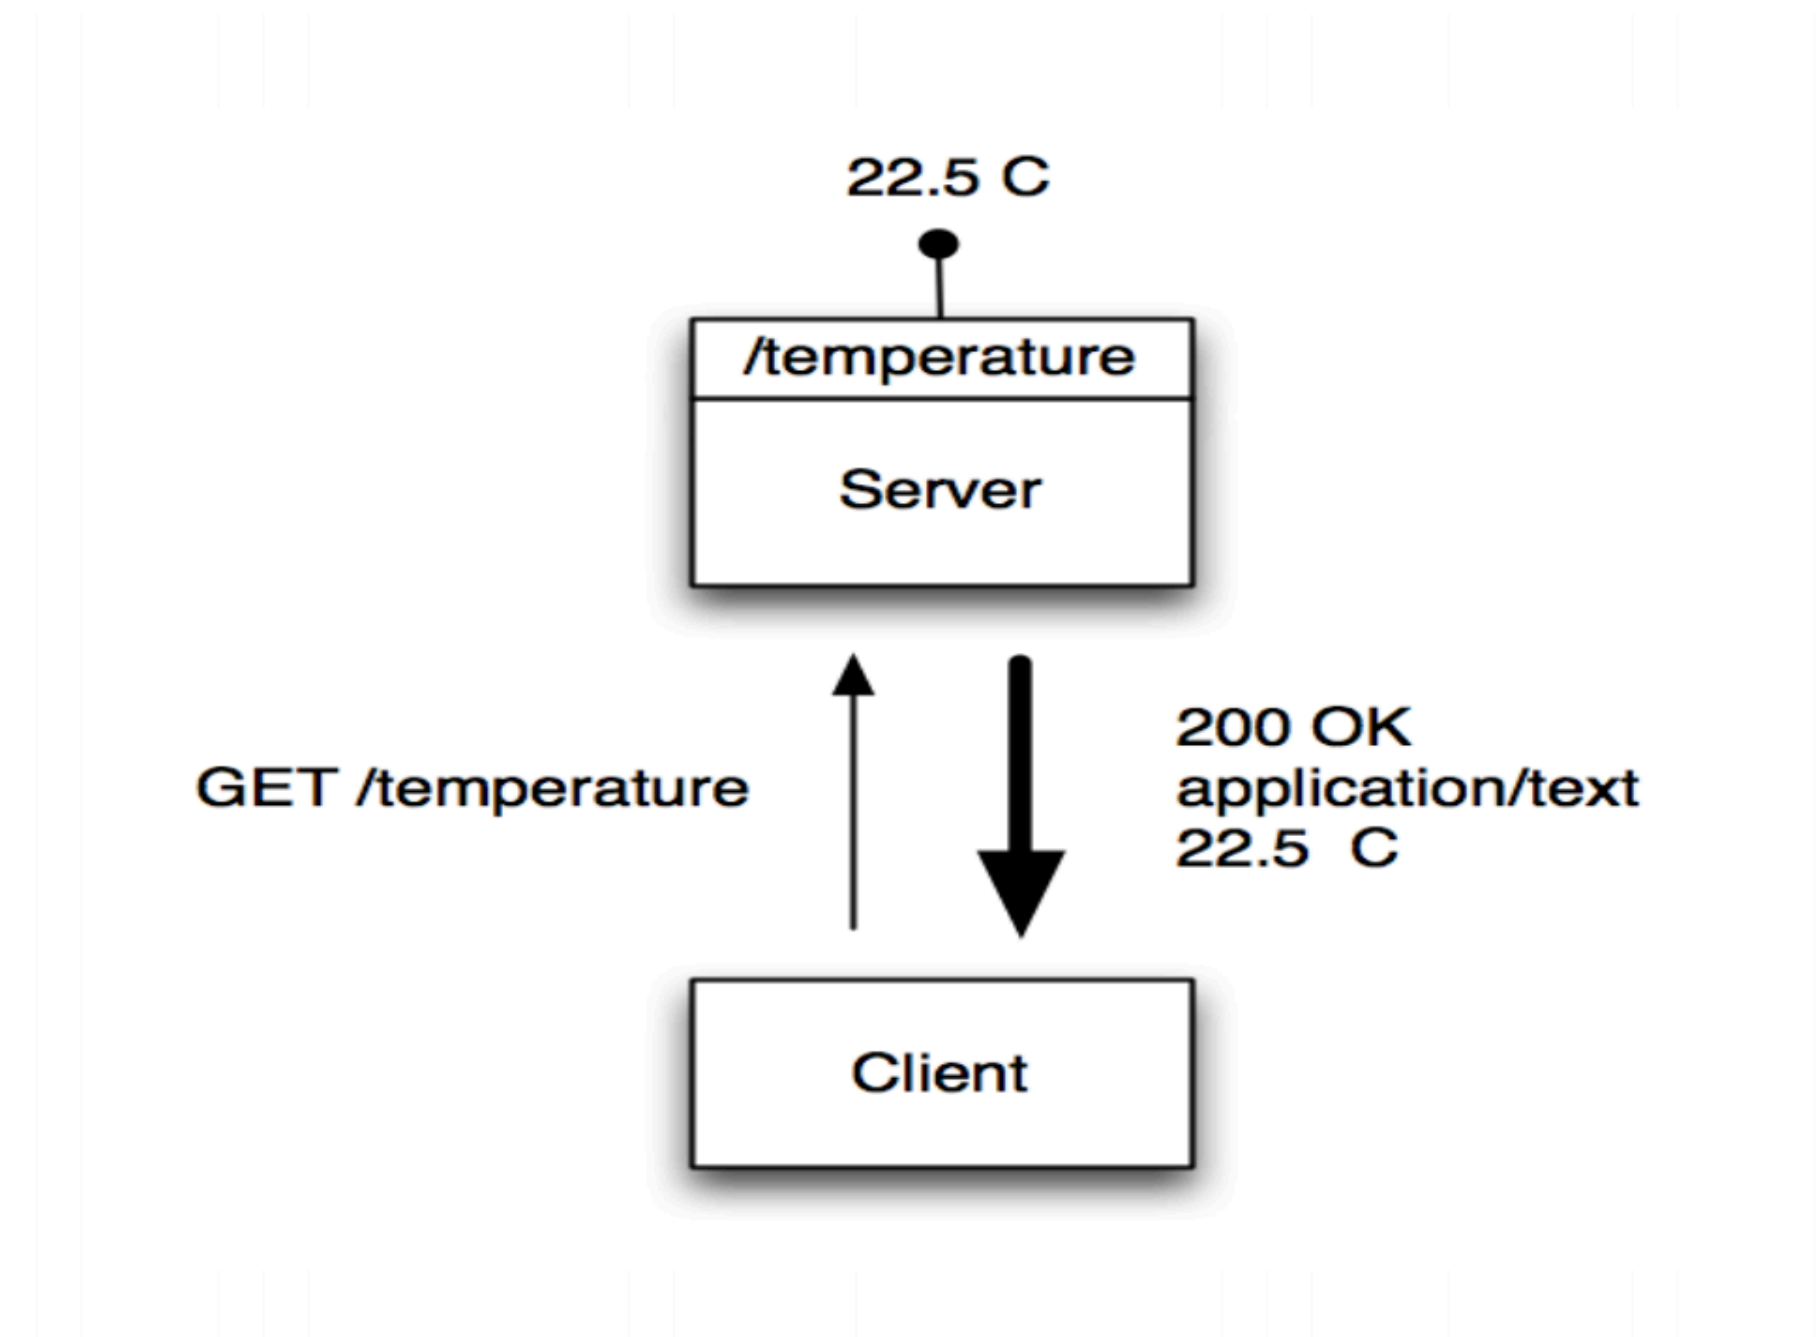 22.5 C
/temperature
Server
GET /temperature
200 OK
application/text
22.5  C
Client